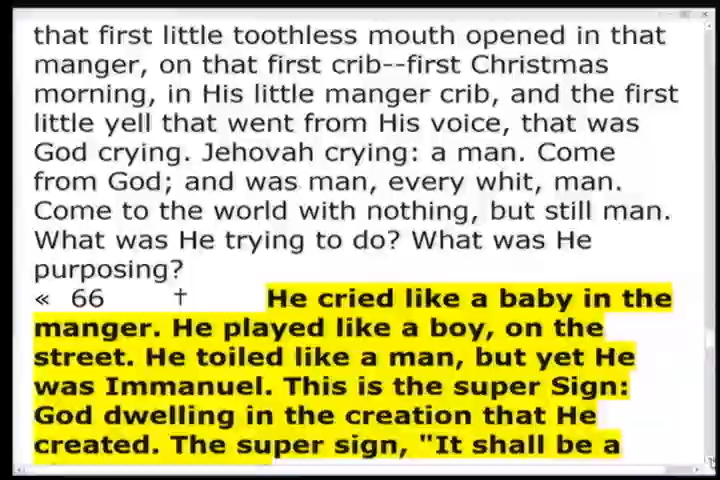 that first little toothless mouth opened in that
manger, on that first crib--first Christmas
morning, in His little manger crib, and the first
little yell that went from His voice, that was
God crying. Jehovah crying: a man. Come
from God; and was man, every whit, man.
Come to the world with nothing, but still man.
What was He trying to do? What was He
purposing?
« 66 † He cried like a baby in the
manger. He played like a boy, on the
street. He toiled like a man, but yet He
was Immanuel. This is the super Sign:
God dwelling in the creation that He
created. The super sign, "It shall be a